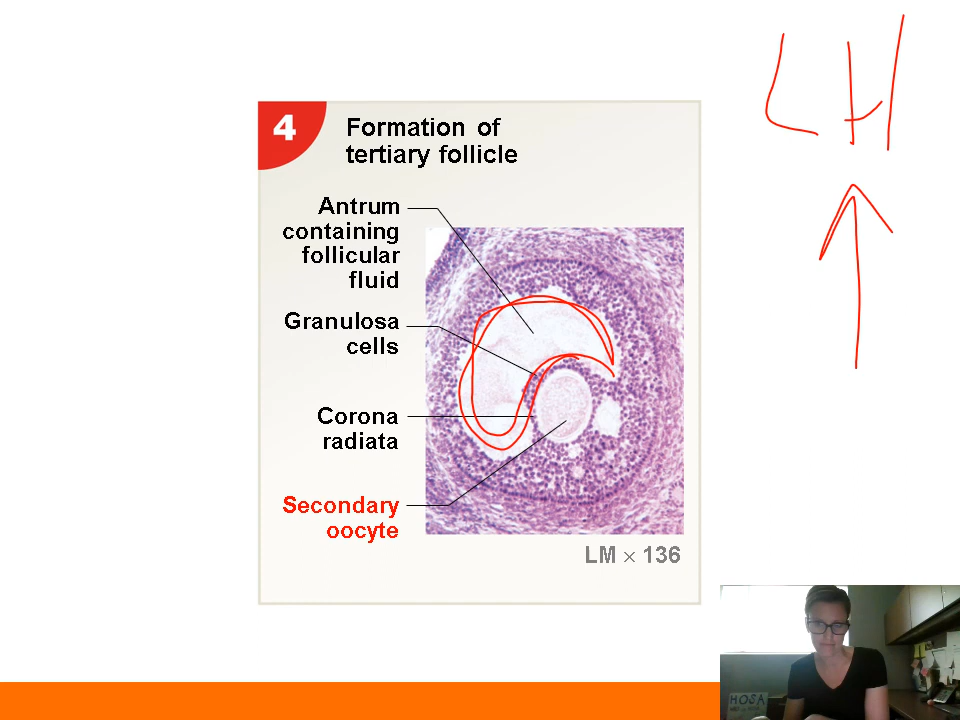 LH
4
Formation of
tertiary follicle
Antrum
containing
follicular
fluid
Granulosa
cells
Corona
radiata
Secondary
oocyte
LM × 136
HOSA